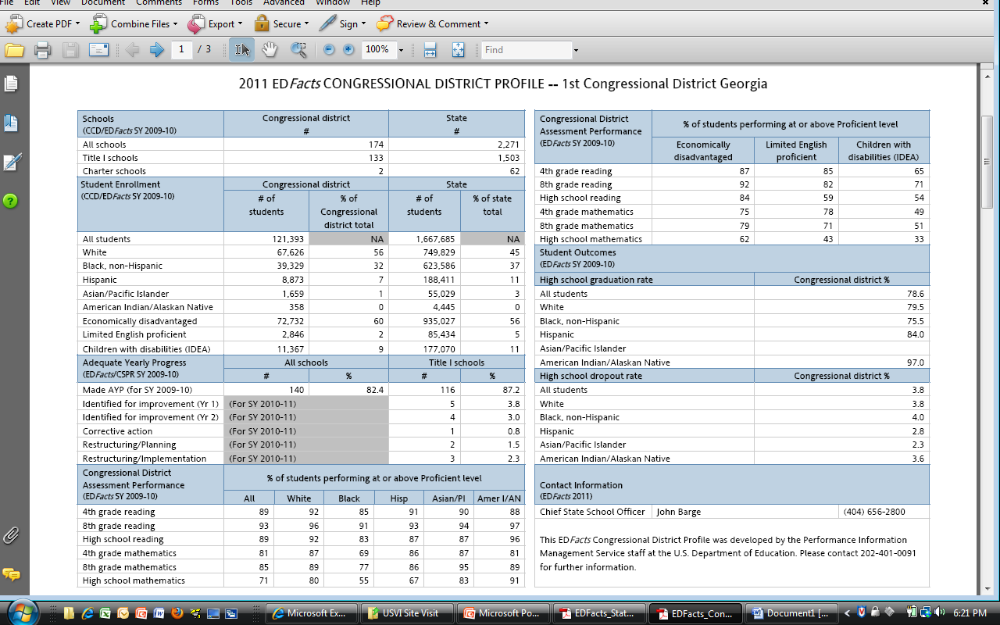 File Edit View Document Comments Forms Tools Advanced Window Help
Create PDF Combine Files Export Secure Sign Review & Comment
1 / 3 100% Find
2011 EDFacts CONGRESSIONAL DISTRICT PROFILE -- 1st Congressional District Georgia
Schools Congressional district State
(CCD/EDFacts SY 2009-10) # #
All schools 174 2,271
Title I schools 133 1,503
Charter schools 2 62
Student Enrollment Congressional district State
(CCD/EDFacts SY 2009-10) # of % of # of % of state
students Congressional students total
district total
All students 121,393 NA 1,667,685 NA
White 67,626 56 749,829 45
Black, non-Hispanic 39,329 32 623,586 37
Hispanic 8,873 7 188,411 11
Asian/Pacific Islander 1,659 1 55,029 3
American Indian/Alaskan Native 358 0 4,445 0
Economically disadvantaged 72,732 60 935,027 56
Limited English proficient 2,846 2 85,434 5
Children with disabilities (IDEA) 11,367 9 177,070 11
Adequate Yearly Progress All schools Title I schools
(EDFacts/CSPR SY 2009-10) # % # %
Made AYP (for SY 2009-10) 140 82.4 116 87.2
Identified for improvement (Yr 1) (For SY 2010-11) 5 3.8
Identified for improvement (Yr 2) (For SY 2010-11) 4 3.0
Corrective action (For SY 2010-11) 1 0.8
Restructuring/Planning (For SY 2010-11) 2 1.5
Restructuring/Implementation (For SY 2010-11) 3 2.3
Congressional District
Assessment Performance % of students performing at or above Proficient level
(EDFacts SY 2009-10) All White Black Hisp Asian/PI Amer I/AN
4th grade reading 89 92 85 91 90 88
8th grade reading 93 96 91 93 94 97
High school reading 89 92 83 87 87 96
4th grade mathematics 81 87 69 86 87 81
8th grade mathematics 85 89 77 86 95 89
High school mathematics 71 80 55 67 83 91
Congressional District % of students performing at or above Proficient level
Assessment Performance
(EDFacts SY 2009-10) Economically Limited English Children with
disadvantaged proficient disabilities (IDEA)
4th grade reading 87 85 65
8th grade reading 92 82 71
High school reading 84 59 54
4th grade mathematics 75 78 49
8th grade mathematics 79 71 51
High school mathematics 62 43 33
Student Outcomes
(EDFacts SY 2009-10)
High school graduation rate Congressional district %
All students 78.6
White 79.5
Black, non-Hispanic 75.5
Hispanic 84.0
Asian/Pacific Islander
American Indian/Alaskan Native 97.0
High school dropout rate Congressional district %
All students 3.8
White 3.8
Black, non-Hispanic 4.0
Hispanic 2.8
Asian/Pacific Islander 2.3
American Indian/Alaskan Native 3.6
Contact Information
(EDFacts 2011)
Chief State School Officer John Barge (404) 656-2800
This EDFacts Congressional District Profile was developed by the Performance Information
Management Service staff at the U.S. Department of Education. Please contact 202-401-0091
for further information.
Microsoft Ex... USVI Site Visit Microsoft Po... EDFacts_Stat... EDFacts_Con... Document1 [... 6:21 PM